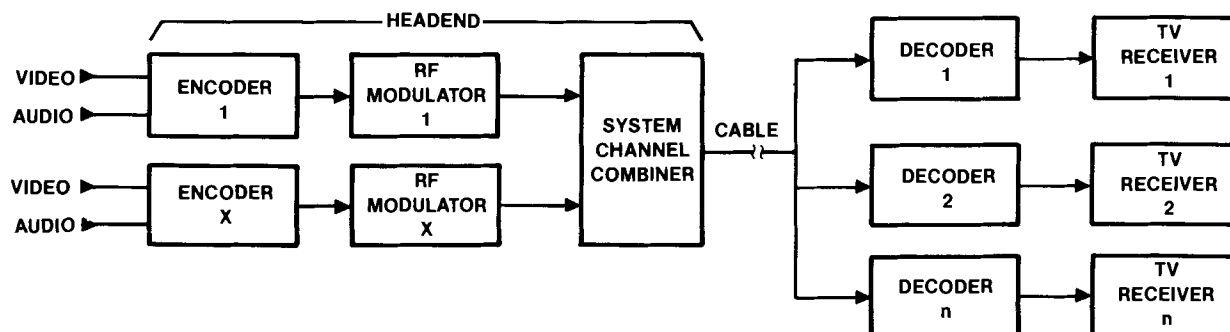 HEADEND
VIDEO
AUDIO
ENCODER
1
RF
MODULATOR
1
VIDEO
AUDIO
ENCODER
X
RF
MODULATOR
X
SYSTEM
CHANNEL
COMBINER
CABLE
DECODER
1
TV
RECEIVER
1
DECODER
2
TV
RECEIVER
2
DECODER
n
TV
RECEIVER
n